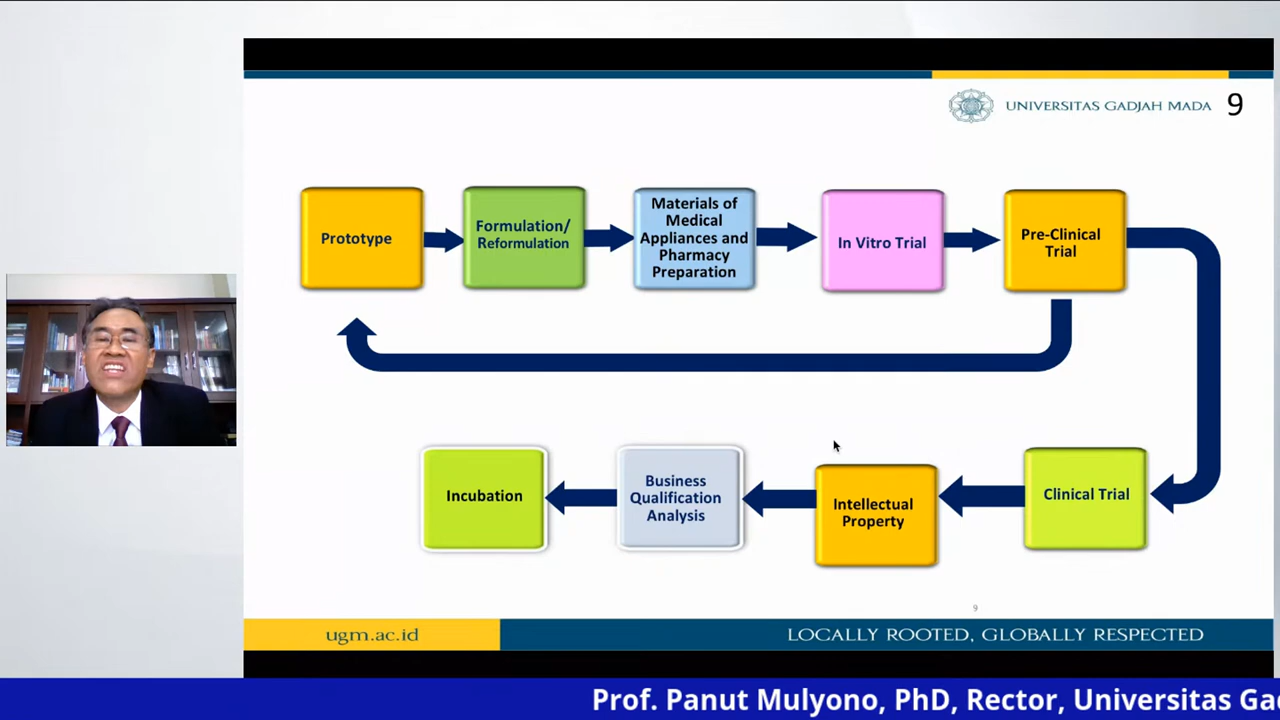 UNIVERSITAS GADJAH MADA
9
Prototype
Formulation/
Reformulation
Materials of
Medical
Appliances and
Pharmacy
Preparation
In Vitro Trial
Pre-Clinical
Trial
Incubation
Business
Qualification
Analysis
Intellectual
Property
Clinical Trial
9
ugm.ac.id
LOCALLY ROOTED, GLOBALLY RESPECTED
Prof. Panut Mulyono, PhD, Rector, Universitas Gad